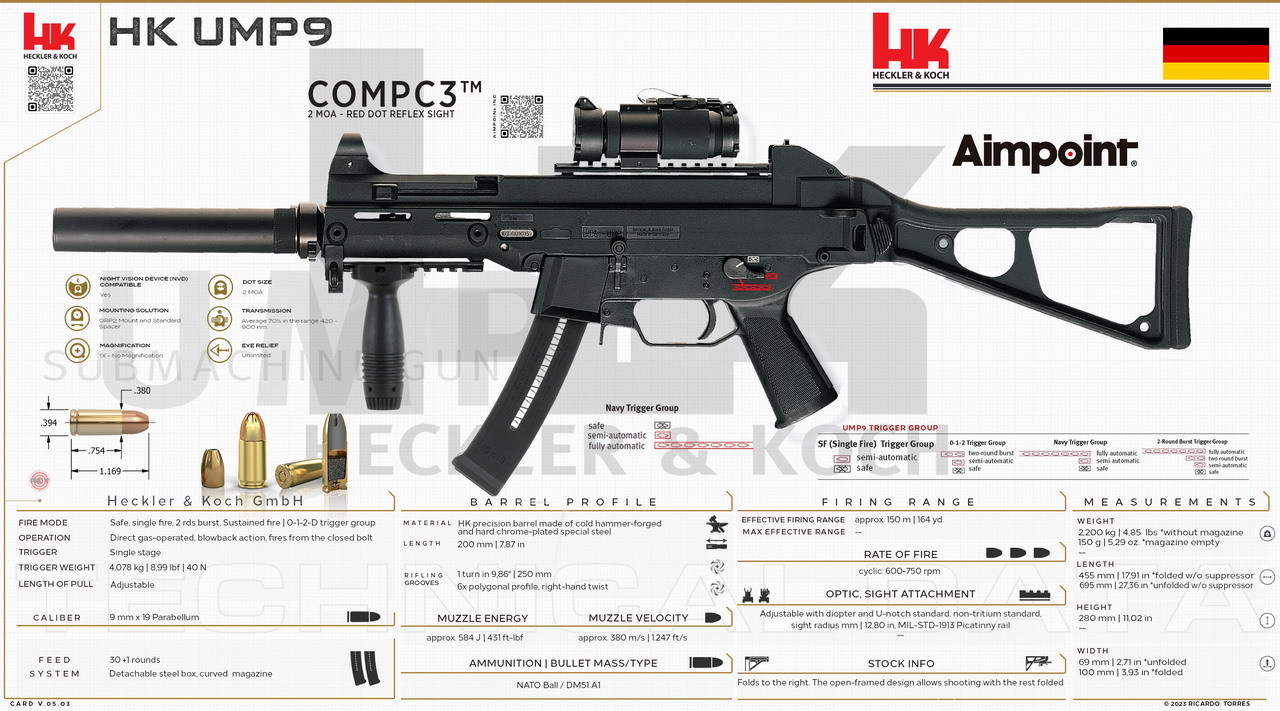 HK
HECKLER & KOCH
HK UMP9
COMPC3™
2 MOA - RED DOT REFLEX SIGHT
AIMPOINT INC
HK
HECKLER & KOCH
Aimpoint®
HK
UMP
SUBMACHINE GUN
HECKLER & KOCH
TECHNICAL DATA
NIGHT VISION DEVICE (NVD)
COMPATIBLE
Yes
DOT SIZE
2 MOA
MOUNTING SOLUTION
QRP2 Mount and Standard
Spacer
TRANSMISSION
Average 70% in the range 420 -
900 nm
MAGNIFICATION
1X - No Magnification
EYE RELIEF
Unlimited
.380
.394
.754
1.169
Navy Trigger Group
safe
semi-automatic
fully automatic
UMP9 TRIGGER GROUP
SF (Single Fire) Trigger Group
semi-automatic
safe
0-1-2 Trigger Group
two-round burst
semi-automatic
safe
Navy Trigger Group
fully automatic
semi-automatic
safe
2-Round Burst Trigger Group
fully automatic
two-round burst
semi-automatic
safe
Heckler & Koch GmbH
FIRE MODE Safe, single fire, 2 rds burst, Sustained fire | 0-1-2-D trigger group
OPERATION Direct gas-operated, blowback action, fires from the closed bolt
TRIGGER Single stage
TRIGGER WEIGHT 4,078 kg | 8.99 lbf | 40 N
LENGTH OF PULL Adjustable
CALIBER 9 mm x 19 Parabellum
FEED
SYSTEM
30 +1 rounds
Detachable steel box, curved magazine
BARREL PROFILE
MATERIAL HK precision barrel made of cold hammer-forged
and hard chrome-plated special steel
LENGTH 200 mm | 7,87 in
RIFLING
GROOVES
1 turn in 9,86" | 250 mm
6x polygonal profile, right-hand twist
MUZZLE ENERGY
approx. 584 J | 431 ft-lbf
MUZZLE VELOCITY
approx. 380 m/s | 1.247 ft/s
AMMUNITION | BULLET MASS/TYPE
NATO Ball / DM51 A1
FIRING RANGE
EFFECTIVE FIRING RANGE approx. 150 m | 164 yd
MAX EFFECTIVE RANGE --
RATE OF FIRE
cyclic: 600-750 rpm
OPTIC, SIGHT ATTACHMENT
Adjustable with diopter and U-notch standard, non-tritium standard,
sight radius mm | 12.80 in, MIL-STD-1913 Picatinny rail
--
STOCK INFO
Folds to the right. The open-framed design allows shooting with the rest folded
MEASUREMENTS
WEIGHT
2,200 kg | 4,85 lbs *without magazine
150 g | 5,29 oz. *magazine empty
--
LENGTH
455 mm | 17,91 in *folded w/o suppressor
695 mm | 27,36 in *unfolded w/o suppressor
HEIGHT
280 mm | 11,02 in
--
WIDTH
69 mm | 2,71 in *unfolded
100 mm | 3,93 in *folded
CARD V.05.03
© 2023 RICARDO TORRES